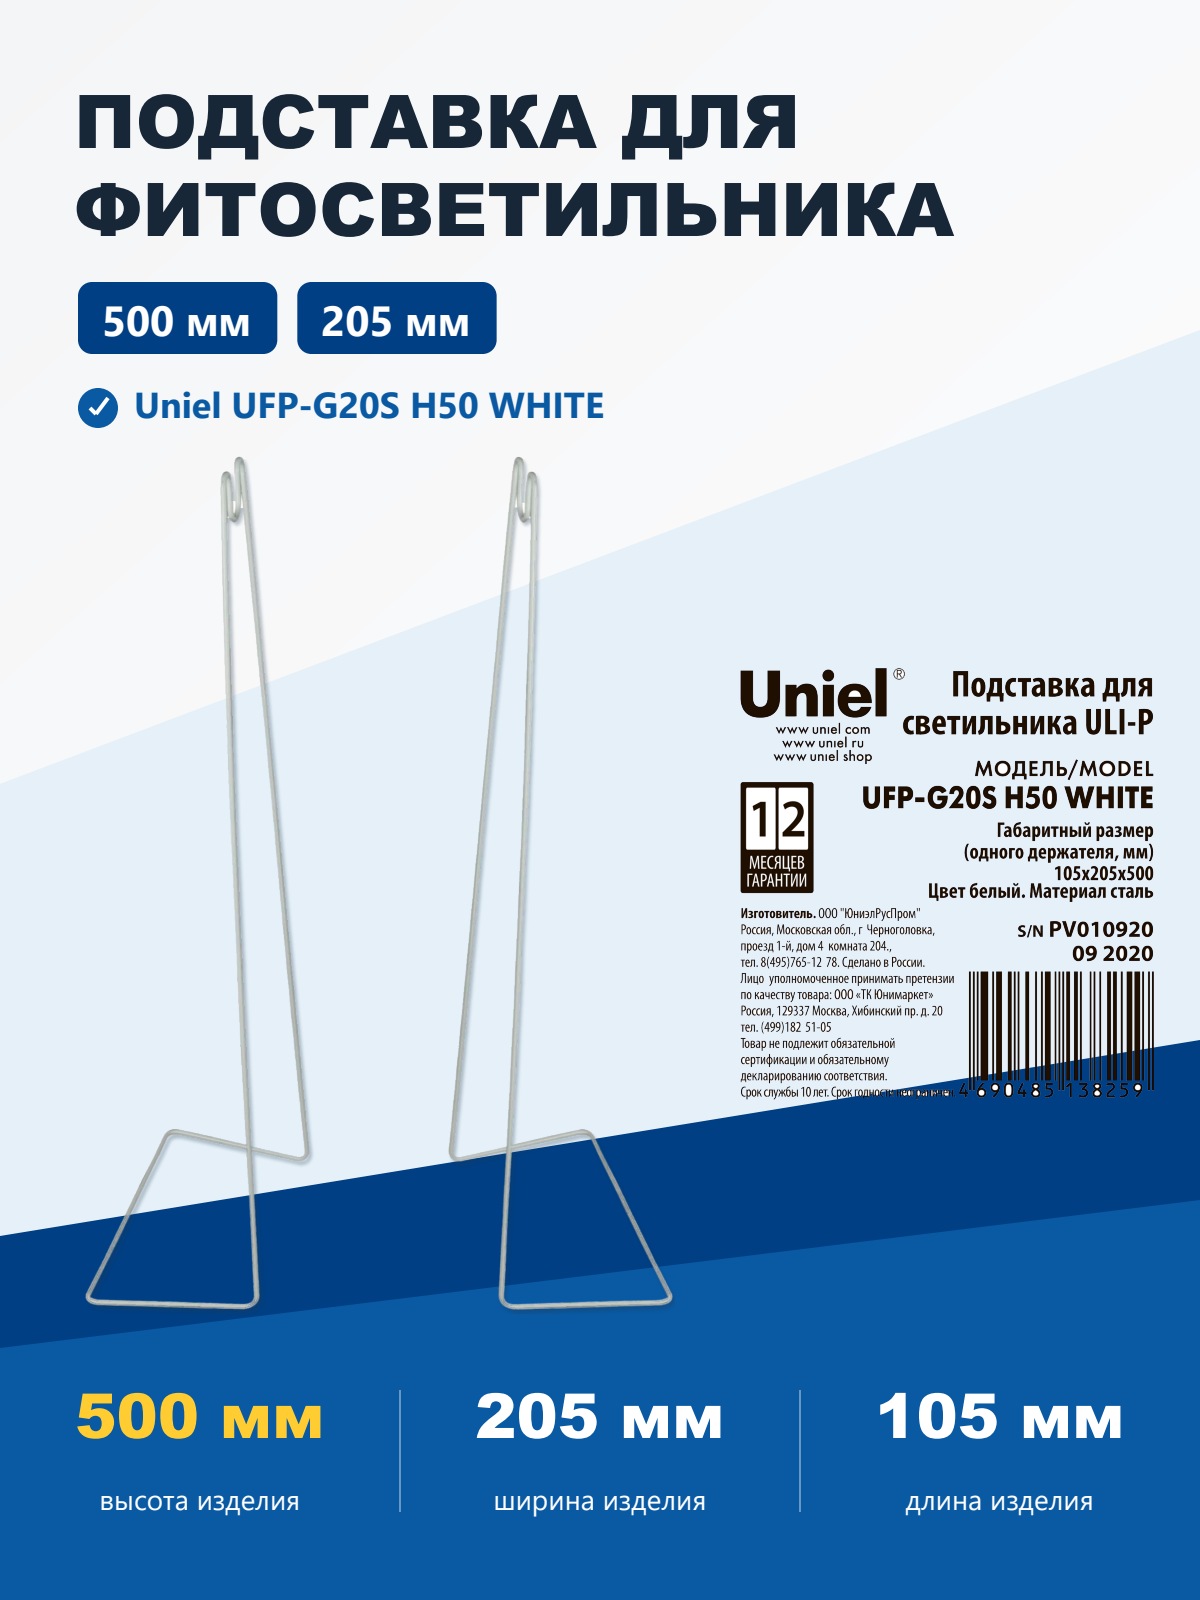 ПОДСТАВКА ДЛЯ
ФИТОСВЕТИЛЬНИКА
500 мм 205 мм
Uniel UFP-G20S H50 WHITE
Uniel®
www uniel com
www uniel ru
www uniel shop
Подставка для
светильника ULI-P
МОДЕЛЬ/MODEL
UFP-G20S H50 WHITE
Габаритный размер
(одного держателя, мм)
105x205x500
Цвет белый. Материал сталь
12
МЕСЯЦЕВ
ГАРАНТИИ
S/N PV010920
09 2020
Изготовитель. ООО "ЮниэлРусПром"
Россия, Московская обл., г Черноголовка,
проезд 1-й, дом 4 комната 204.,
тел. 8(495)765-12 78. Сделано в России.
Лицо уполномоченное принимать претензии
по качеству товара: ООО «ТК Юнимаркет»
Россия, 129337 Москва, Хибинский пр. д. 20
тел. (499)182 51-05
Товар не подлежит обязательной
сертификации и обязательному
декларированию соответствия.
Срок службы 10 лет. Срок годности
4 690485 138259
500 мм
высота изделия
205 мм
ширина изделия
105 мм
длина изделия